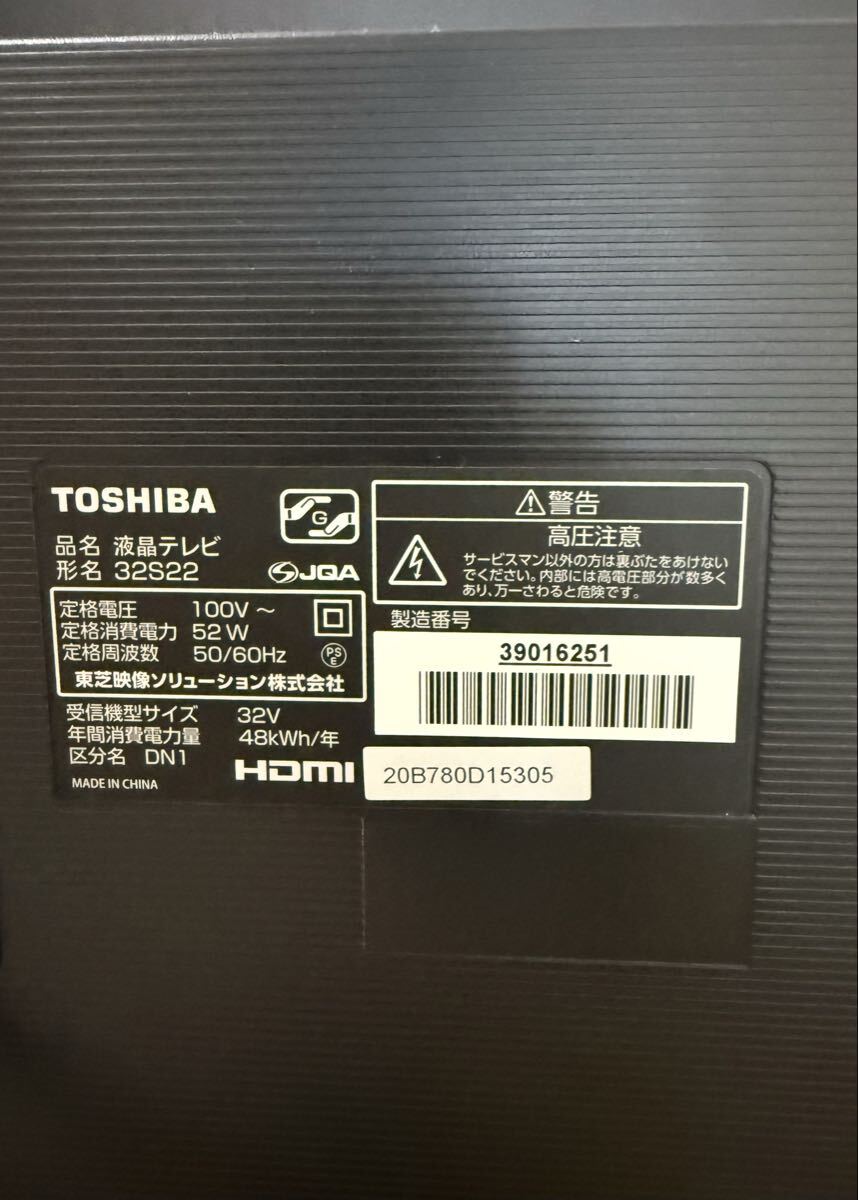 TOSHIBA
品名 液晶テレビ
形名 32S22
G
JQA
定格電圧 100V ～
定格消費電力 52W
定格周波数 50/60Hz
PS
E
東芝映像ソリューション株式会社
受信機型サイズ 32V
年間消費電力量 48kWh/年
区分名 DN1
MADE IN CHINA
HDMI
警告
高圧注意
サービスマン以外の方は裏ぶたをあけない
でください。内部には高電圧部分が数多く
あり、万一さわると危険です。
製造番号
39016251
20B780D15305